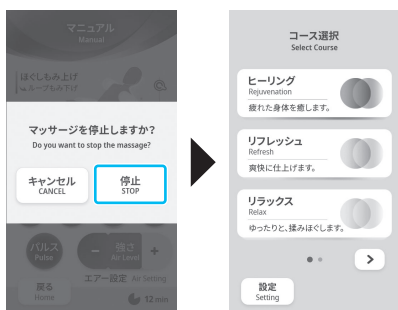 マニュアル
Manual
ほぐしもみ上げ
ループもみ下げ
マッサージを停止しますか？
Do you want to stop the massage?
キャンセル
CANCEL
停止
STOP
パルス
Pulse
－ 強さ ＋
Air Level
エアー設定 Air Setting
戻る
Home
12min
コース選択
Select Course
ヒーリング
Rejuvenation
疲れた身体を癒します。
リフレッシュ
Refresh
爽快に仕上げます。
リラックス
Relax
ゆったりと、揉みほぐします。
設定
Setting